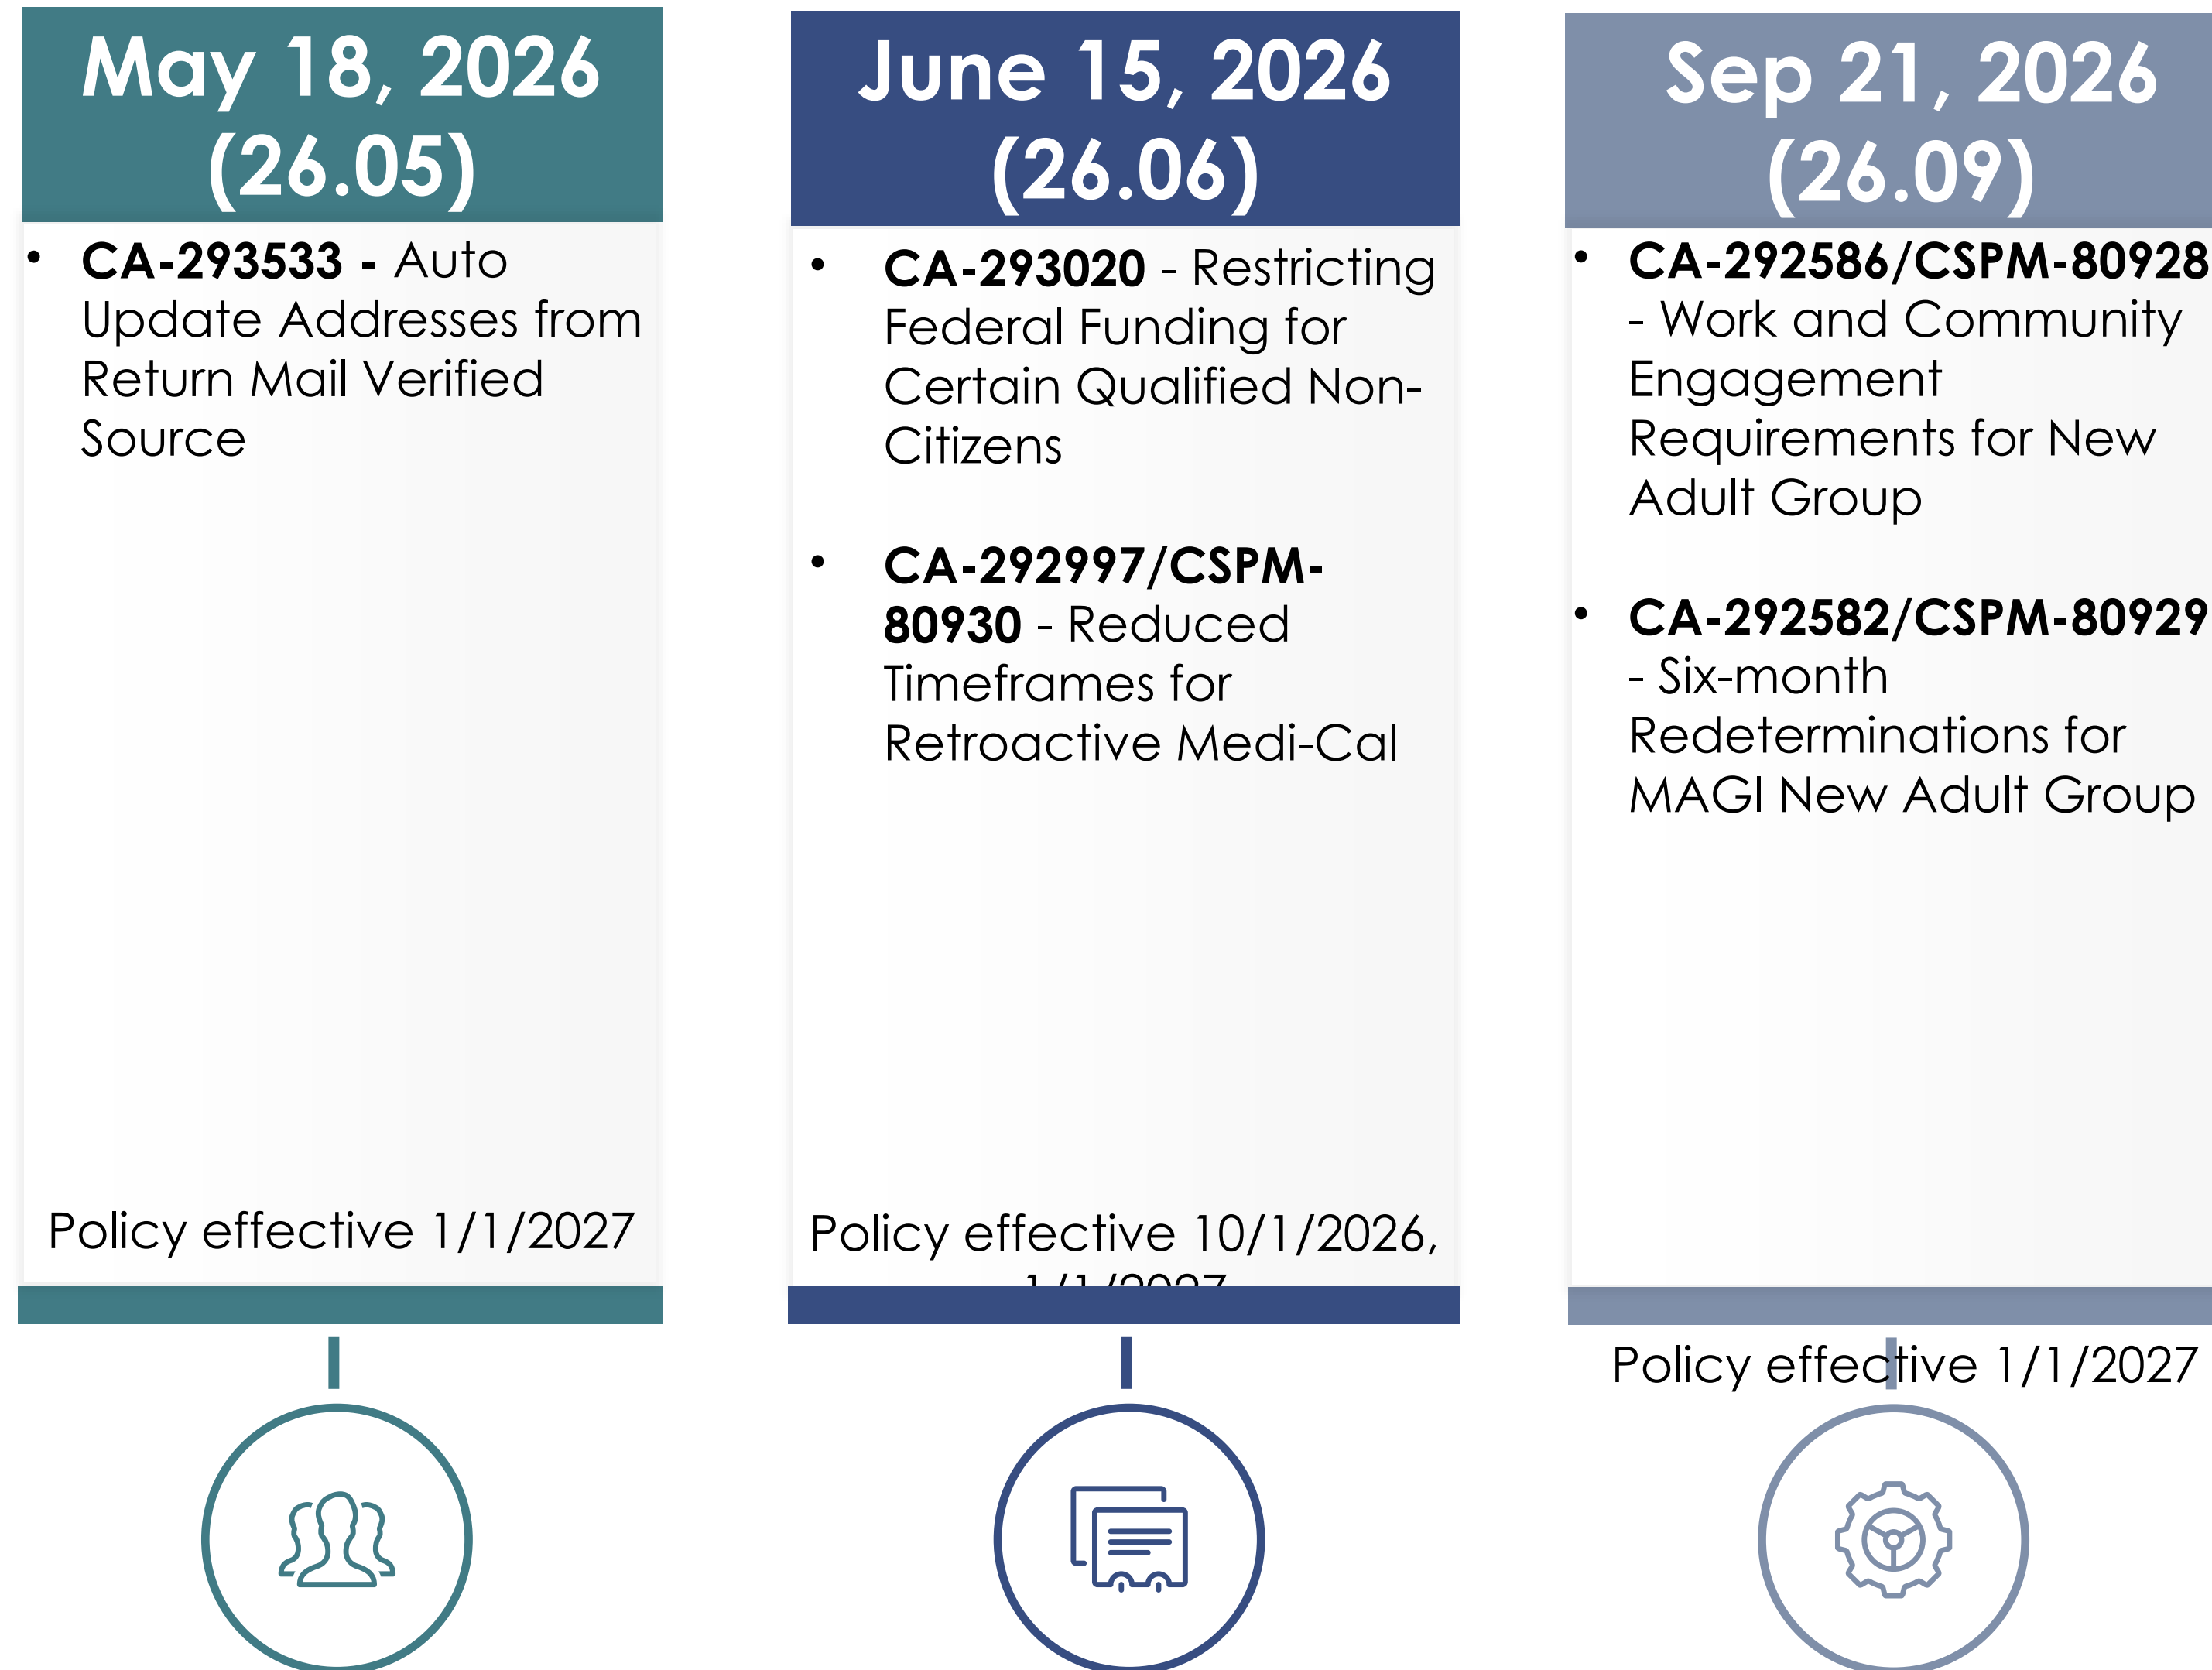 May 18, 2026
(26.05)
• CA-293533 - Auto
Update Addresses from
Return Mail Verified
Source
Policy effective 1/1/2027
June 15, 2026
(26.06)
• CA-293020 - Restricting
Federal Funding for
Certain Qualified Non-
Citizens
• CA-292997/CSPM-
80930 - Reduced
Timeframes for
Retroactive Medi-Cal
Policy effective 10/1/2026,
1/1/2027
Sep 21, 2026
(26.09)
• CA-292586/CSPM-80928
- Work and Community
Engagement
Requirements for New
Adult Group
• CA-292582/CSPM-80929
- Six-month
Redeterminations for
MAGI New Adult Group
Policy effective 1/1/2027